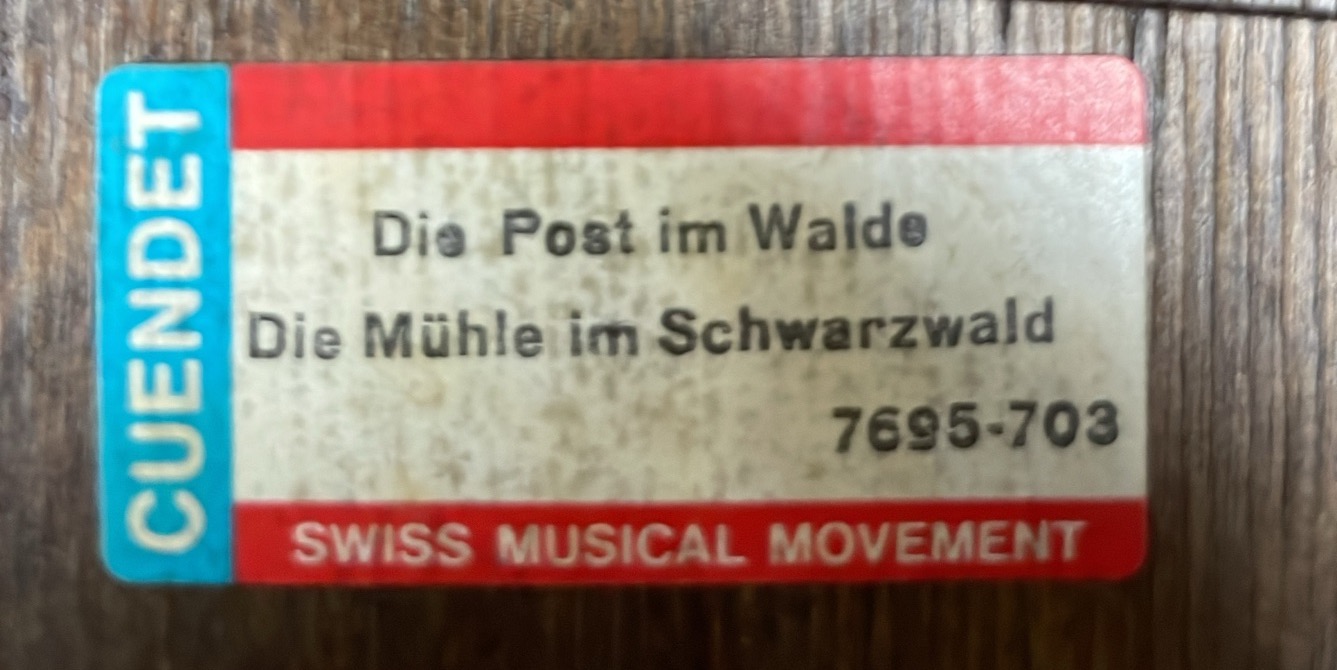 CUENDET
Die Post im Walde
Die Mühle im Schwarzwald
7695-703
SWISS MUSICAL MOVEMENT